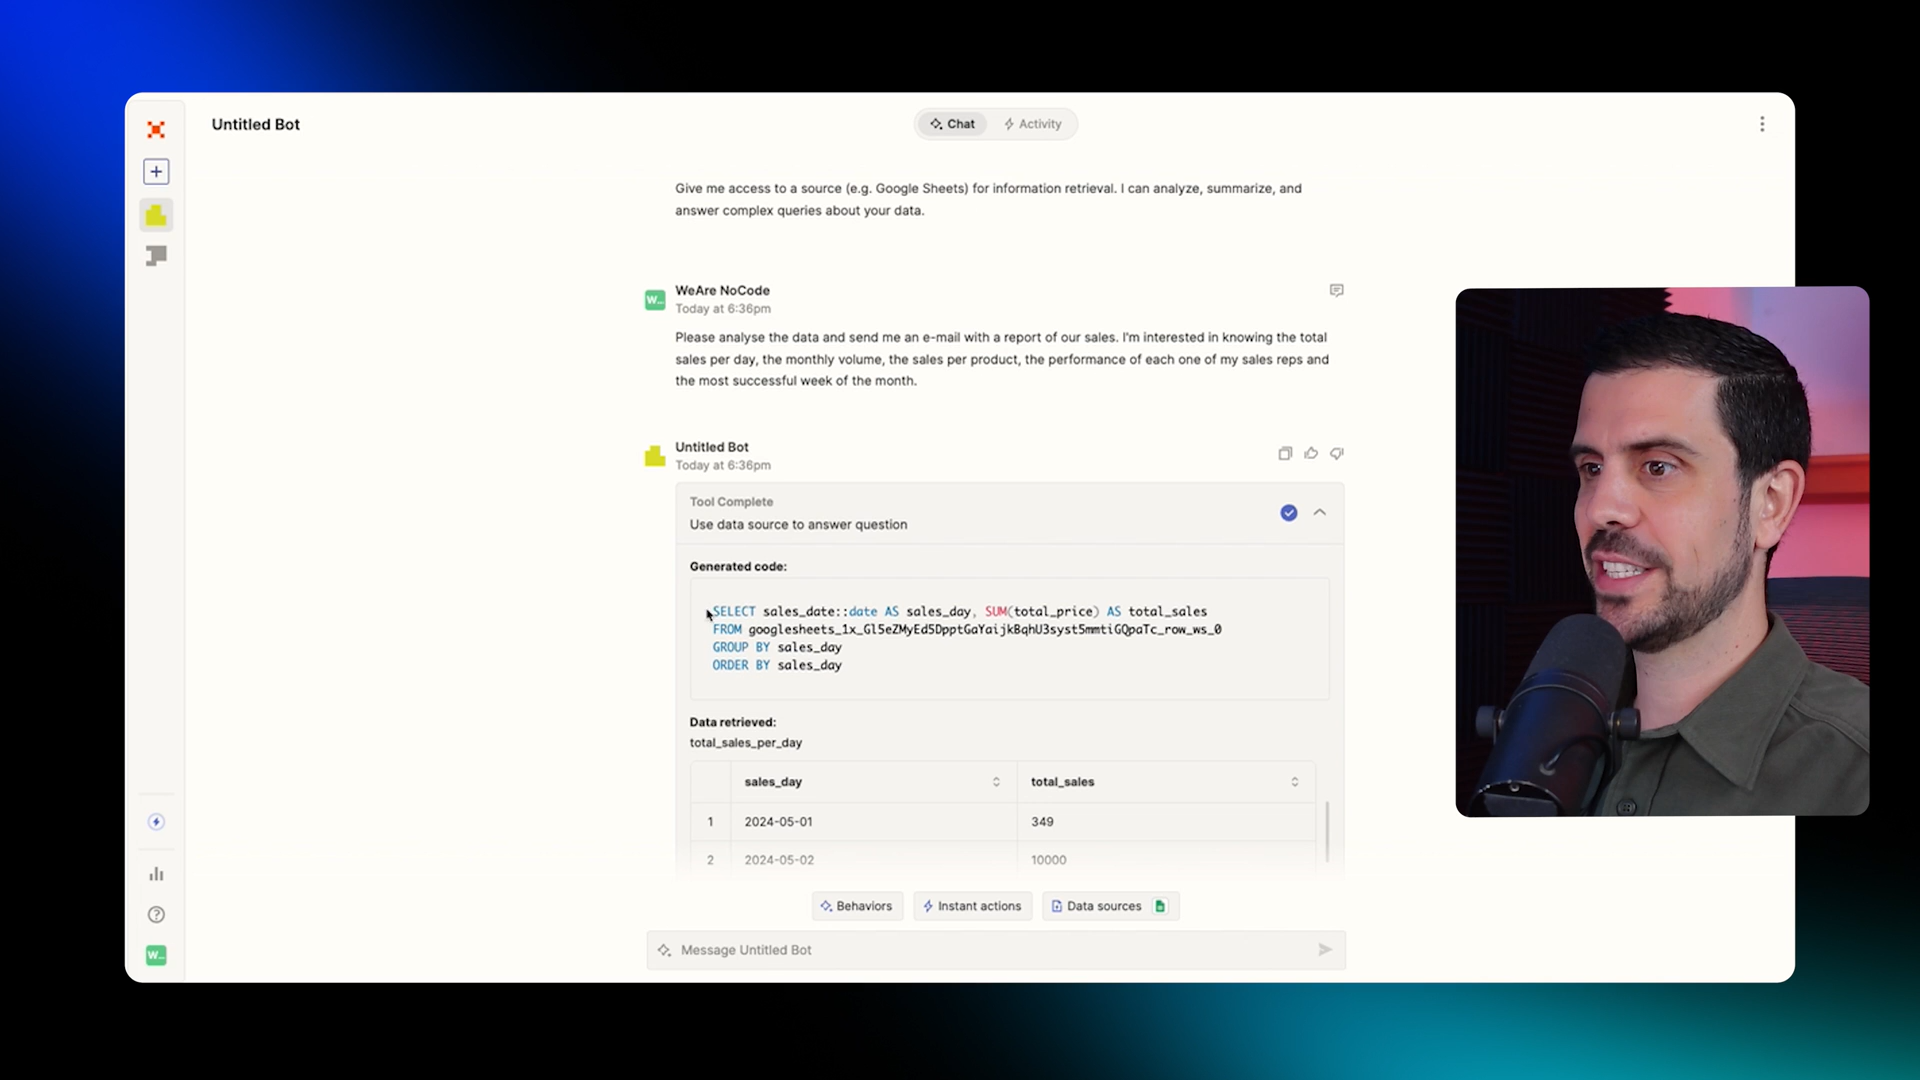 Untitled Bot
Chat
Activity
Give me access to a source (e.g. Google Sheets) for information retrieval. I can analyze, summarize, and
answer complex queries about your data.
W...
WeAre NoCode
Today at 6:36pm
Please analyse the data and send me an e-mail with a report of our sales. I'm interested in knowing the total
sales per day, the monthly volume, the sales per product, the performance of each one of my sales reps and
the most successful week of the month.
Untitled Bot
Today at 6:36pm
Tool Complete
Use data source to answer question
Generated code:
SELECT sales_date::date AS sales_day, SUM(total_price) AS total_sales
FROM googlesheets_1x_Gl5eZMyEd5DpptGaYaijkBqhU3syst5mmtiGQpaTc_row_ws_0
GROUP BY sales_day
ORDER BY sales_day
Data retrieved:
total_sales_per_day
sales_day total_sales
1 2024-05-01 349
2 2024-05-02 10000
Behaviors
Instant actions
Data sources
Message Untitled Bot
W...